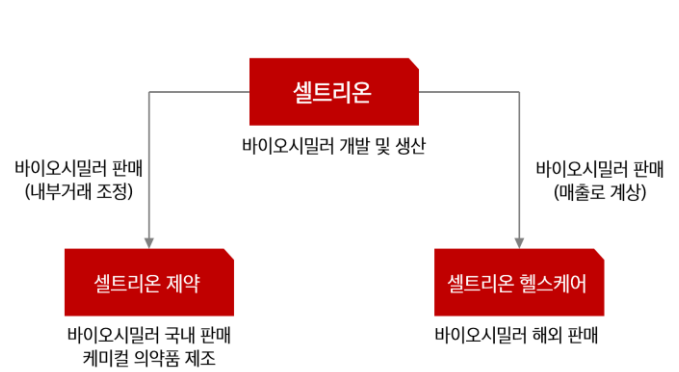 셀트리온
바이오시밀러 개발 및 생산
바이오시밀러 판매
(내부거래 조정)
바이오시밀러 판매
(매출로 계상)
셀트리온 제약
셀트리온 헬스케어
바이오시밀러 국내 판매
케미컬 의약품 제조
바이오시밀러 해외 판매